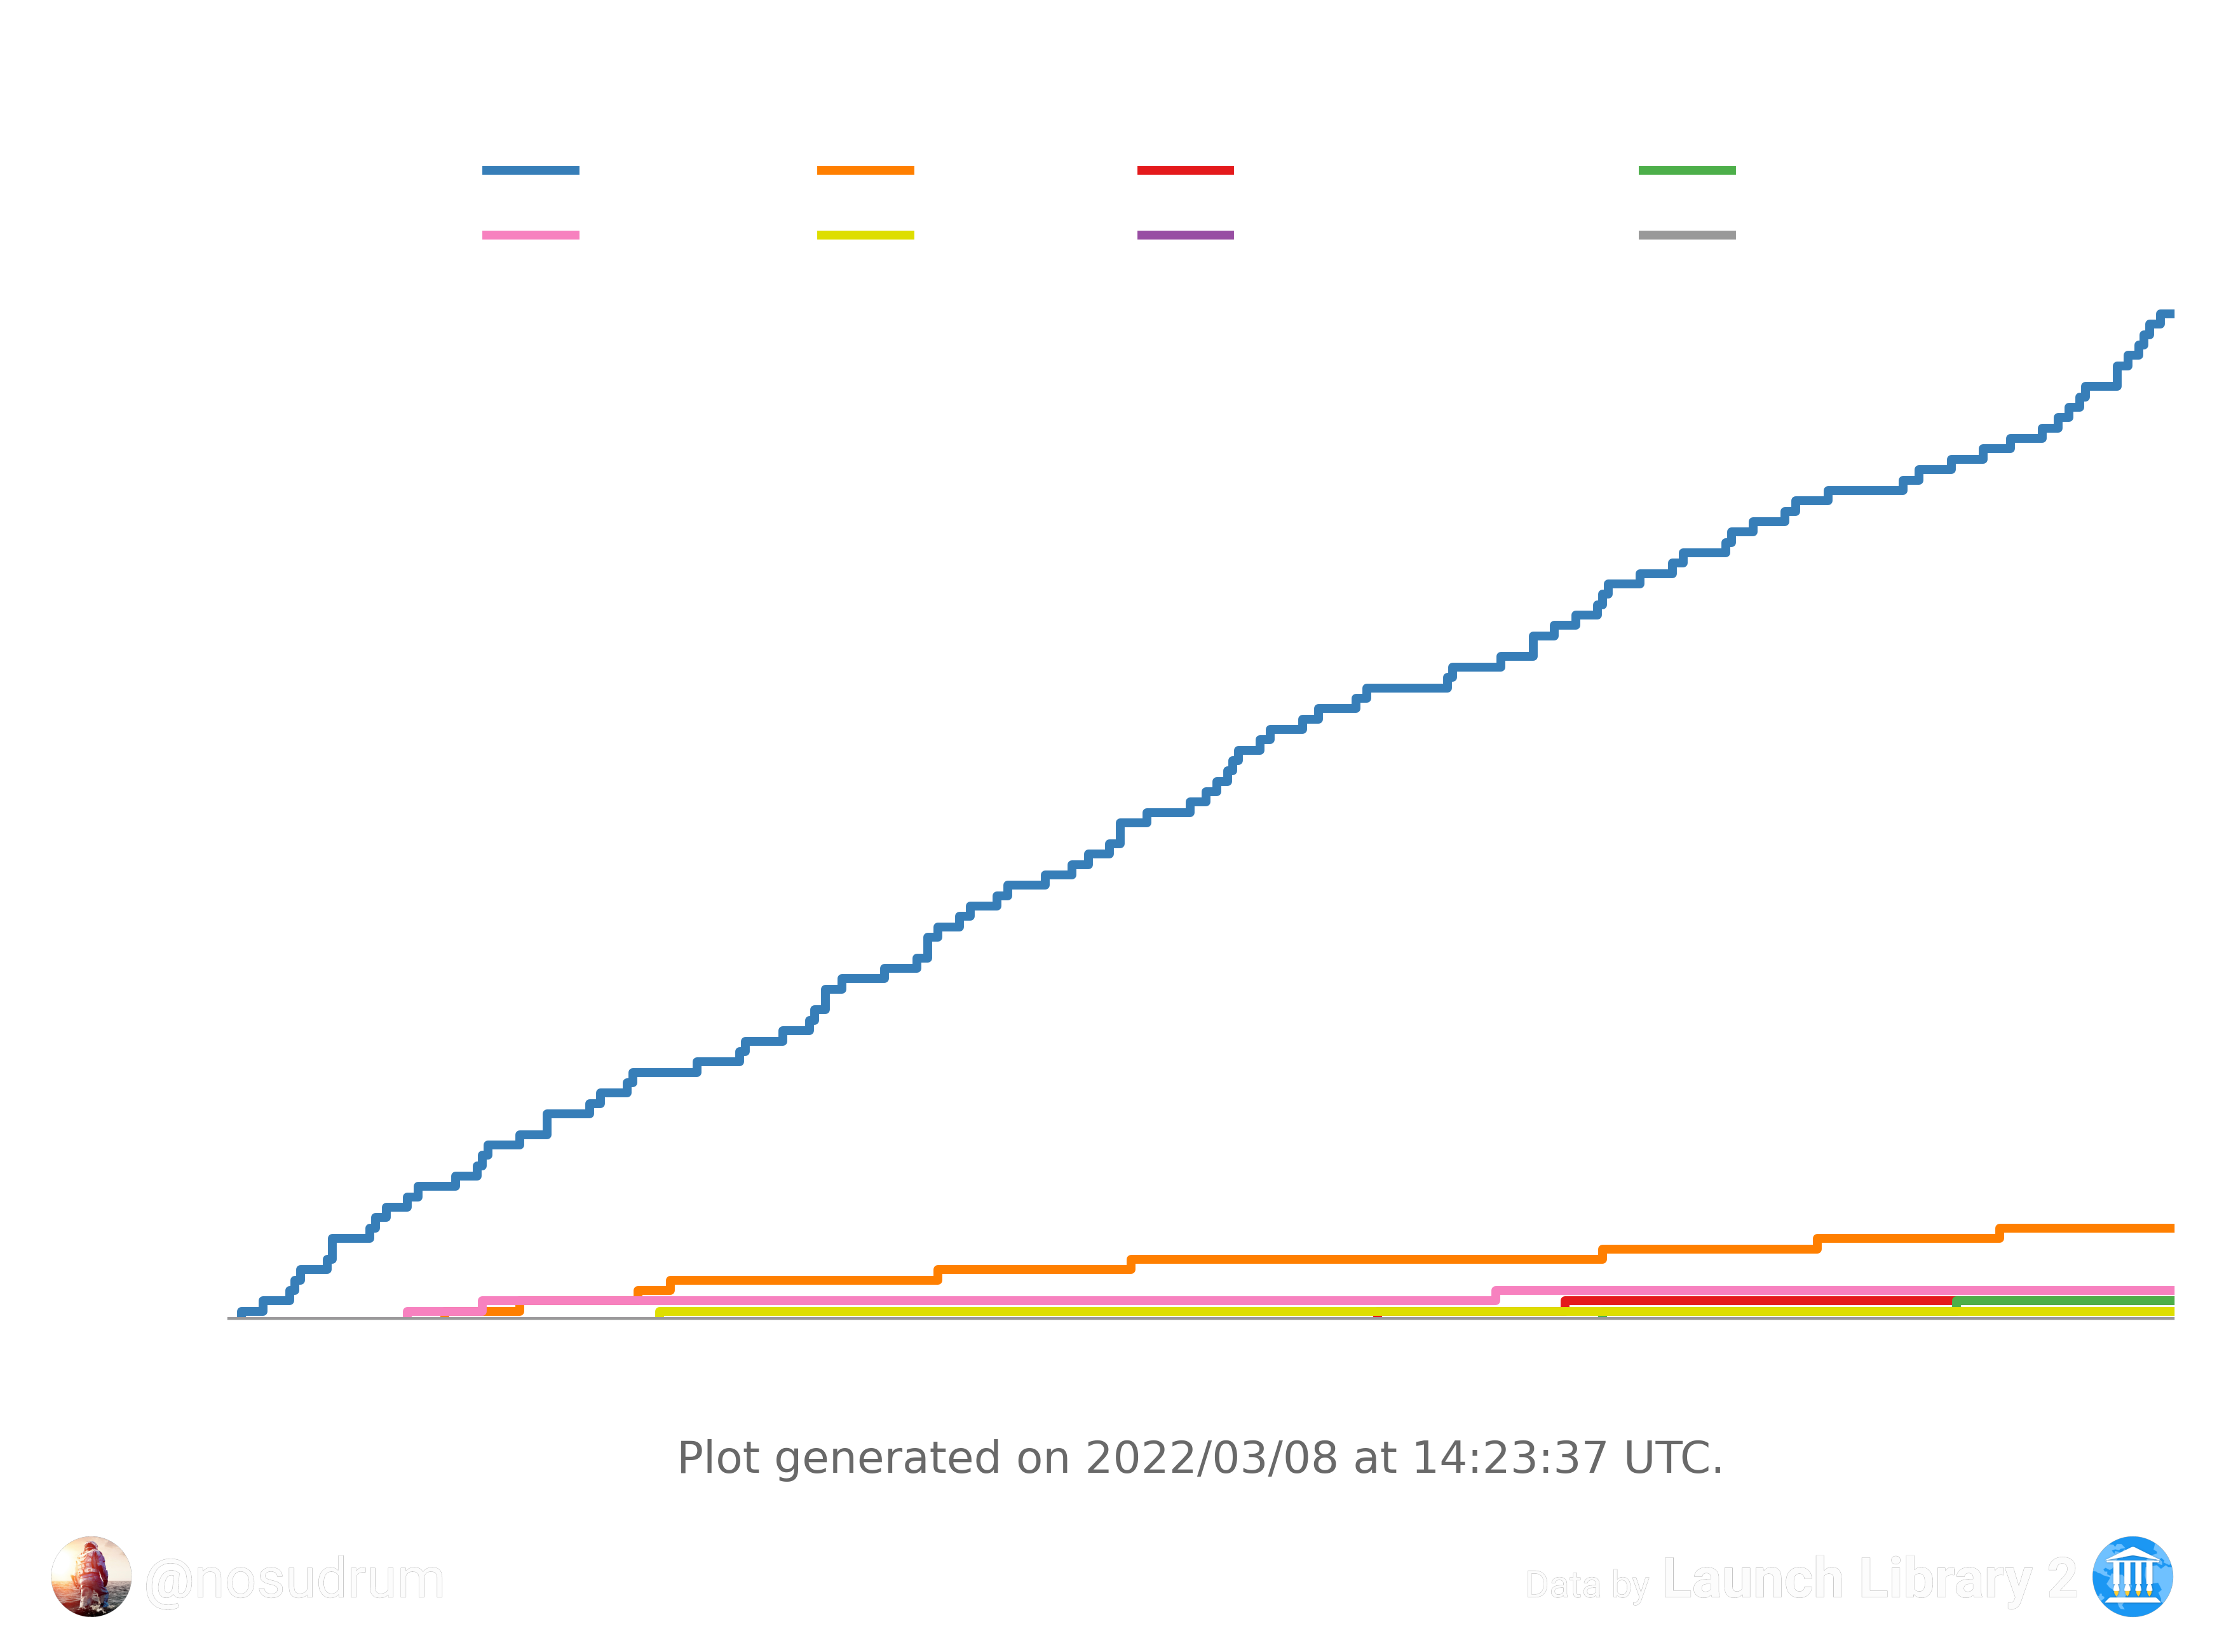 Plot generated on 2022/03/08 at 14:23:37 UTC.
@nosudrum
Data by Launch Library 2